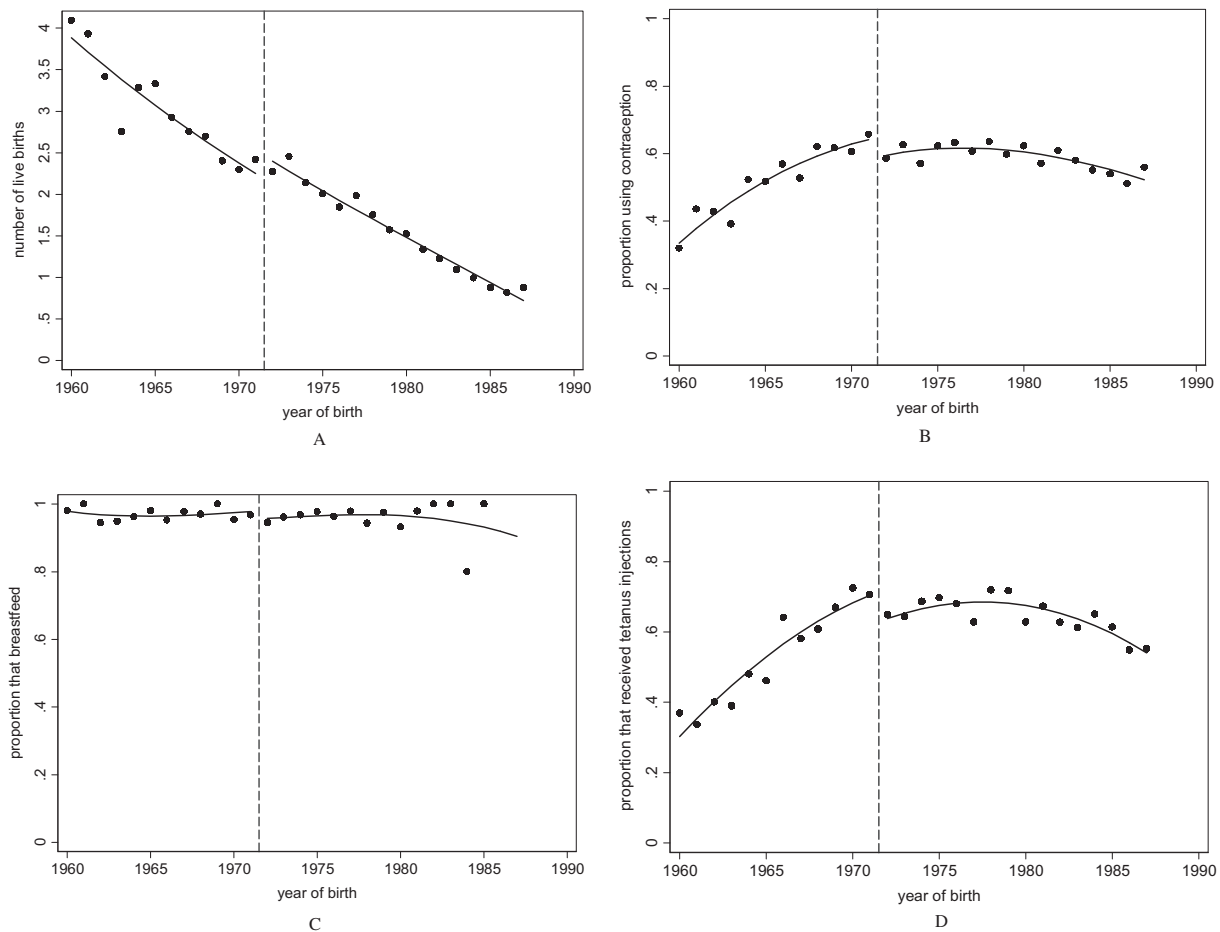 number of live births
0 .5 1 1.5 2 2.5 3 3.5 4
1960 1965 1970 1975 1980 1985 1990
year of birth
A
proportion using contraception
0 .2 .4 .6 .8 1
1960 1965 1970 1975 1980 1985 1990
year of birth
B
proportion that breastfeed
0 .2 .4 .6 .8 1
1960 1965 1970 1975 1980 1985 1990
year of birth
C
proportion that received tetanus injections
0 .2 .4 .6 .8 1
1960 1965 1970 1975 1980 1985 1990
year of birth
D